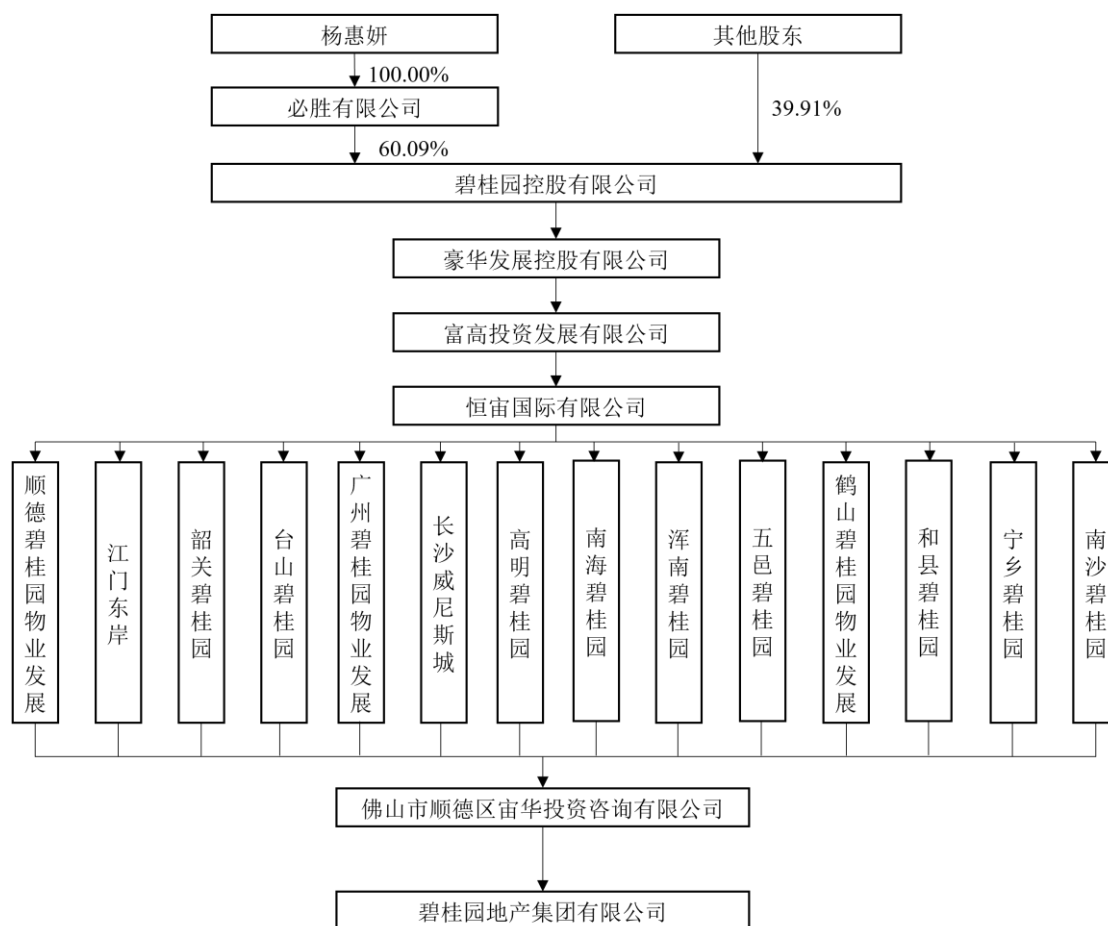 杨惠妍
其他股东
100.00%
必胜有限公司
39.91%
60.09%
碧桂园控股有限公司
豪华发展控股有限公司
富高投资发展有限公司
恒宙国际有限公司
顺德碧桂园物业发展
江门东岸
韶关碧桂园
台山碧桂园
广州碧桂园物业发展
长沙威尼斯城
高明碧桂园
南海碧桂园
浑南碧桂园
五邑碧桂园
鹤山碧桂园物业发展
和县碧桂园
宁乡碧桂园
南沙碧桂园
佛山市顺德区宙华投资咨询有限公司
碧桂园地产集团有限公司